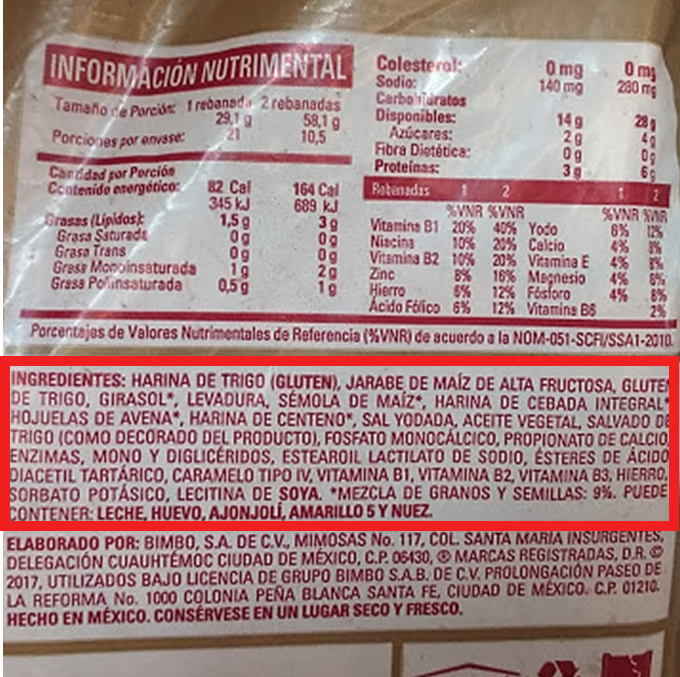 INFORMACIÓN NUTRIMENTAL
Tamaño de Porción: 1 rebanada 2 rebanadas
29,1 g 58,1 g
Porciones por envase: 21 10,5
Cantidad por Porción
Contenido energético: 82 Cal 164 Cal
345 kJ 689 kJ
Grasas (Lípidos): 1,5 g 3 g
Grasa Saturada 0 g 0 g
Grasa Trans 0 g 0 g
Grasa Monoinsaturada 1 g 2 g
Grasa Poliinsaturada 0,5 g 1 g
Colesterol: 0 mg 0 mg
Sodio: 140 mg 280 mg
Carbohidratos
Disponibles: 14 g 28 g
Azúcares: 2 g 4 g
Fibra Dietética: 0 g 0 g
Proteínas: 3 g 6 g
Rebanadas 1 2 1 2
%VNR %VNR %VNR %VNR
Vitamina B1 20% 40% Yodo 6% 12%
Niacina 10% 20% Calcio 4% 8%
Vitamina B2 10% 20% Vitamina E 4% 8%
Zinc 8% 16% Magnesio 4% 8%
Hierro 6% 12% Fósforo 4% 8%
Ácido Fólico 6% 12% Vitamina B6 2%
Porcentajes de Valores Nutrimentales de Referencia (%VNR) de acuerdo a la NOM-051-SCFI/SSA1-2010.
INGREDIENTES: HARINA DE TRIGO (GLUTEN), JARABE DE MAÍZ DE ALTA FRUCTOSA, GLUTEN
DE TRIGO, GIRASOL*, LEVADURA, SÉMOLA DE MAÍZ*, HARINA DE CEBADA INTEGRAL*
HOJUELAS DE AVENA*, HARINA DE CENTENO*, SAL YODADA, ACEITE VEGETAL, SALVADO DE
TRIGO (COMO DECORADO DEL PRODUCTO), FOSFATO MONOCÁLCICO, PROPIONATO DE CALCIO,
ENZIMAS, MONO Y DIGLICÉRIDOS, ESTEAROIL LACTILATO DE SODIO, ÉSTERES DE ÁCIDO
DIACETIL TARTÁRICO, CARAMELO TIPO IV, VITAMINA B1, VITAMINA B2, VITAMINA B3, HIERRO,
SORBATO POTÁSICO, LECITINA DE SOYA. *MEZCLA DE GRANOS Y SEMILLAS: 9%. PUEDE
CONTENER: LECHE, HUEVO, AJONJOLÍ, AMARILLO 5 Y NUEZ.
ELABORADO POR: BIMBO, S.A. DE C.V., MIMOSAS No. 117, COL. SANTA MARÍA INSURGENTES,
DELEGACIÓN CUAUHTÉMOC CIUDAD DE MÉXICO, C.P. 06430, ® MARCAS REGISTRADAS, D.R. ©
2017, UTILIZADOS BAJO LICENCIA DE GRUPO BIMBO S.A.B. DE C.V. PROLONGACIÓN PASEO DE
LA REFORMA No. 1000 COLONIA PEÑA BLANCA SANTA FE, CIUDAD DE MÉXICO. C.P. 01210.
HECHO EN MÉXICO. CONSÉRVESE EN UN LUGAR SECO Y FRESCO.